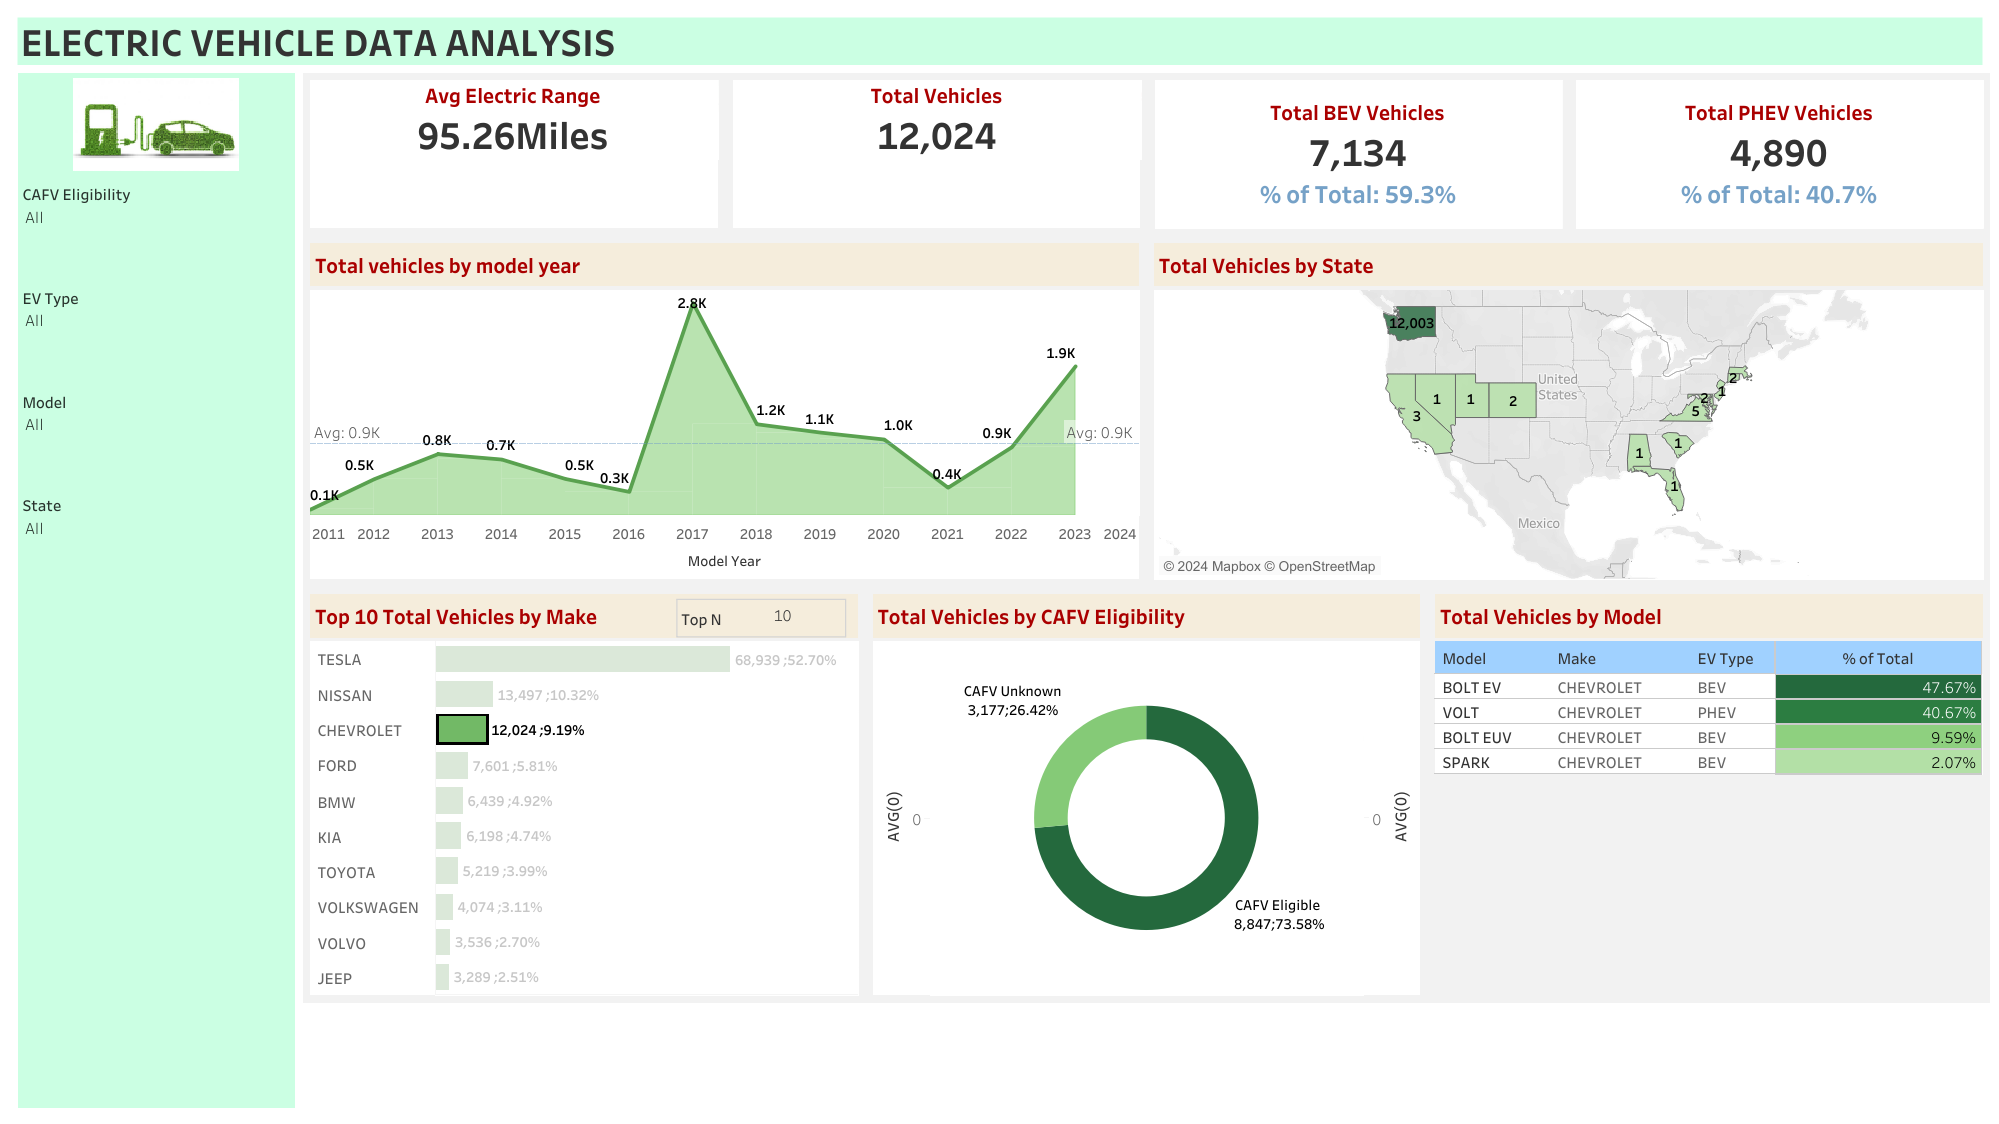 ELECTRIC VEHICLE DATA ANALYSIS
CAFV Eligibility
All
EV Type
All
Model
All
State
All
Avg Electric Range
95.26Miles
Total Vehicles
12,024
Total BEV Vehicles
7,134
% of Total: 59.3%
Total PHEV Vehicles
4,890
% of Total: 40.7%
Total vehicles by model year
2.8K
1.9K
1.2K
1.1K
1.0K
Avg: 0.9K
0.8K
0.7K
0.9K
Avg: 0.9K
0.5K
0.5K
0.3K
0.4K
0.1K
2011 2012 2013 2014 2015 2016 2017 2018 2019 2020 2021 2022 2023 2024
Model Year
Total Vehicles by State
12,003
United
States
2
1
1
1
2
2
5
3
1
1
1
Mexico
© 2024 Mapbox © OpenStreetMap
Top 10 Total Vehicles by Make
Top N 10
TESLA 68,939 ;52.70%
NISSAN 13,497 ;10.32%
CHEVROLET 12,024 ;9.19%
FORD 7,601 ;5.81%
BMW 6,439 ;4.92%
KIA 6,198 ;4.74%
TOYOTA 5,219 ;3.99%
VOLKSWAGEN 4,074 ;3.11%
VOLVO 3,536 ;2.70%
JEEP 3,289 ;2.51%
Total Vehicles by CAFV Eligibility
CAFV Unknown
3,177;26.42%
AVG(0)
0
0
AVG(0)
CAFV Eligible
8,847;73.58%
Total Vehicles by Model
Model Make EV Type % of Total
BOLT EV CHEVROLET BEV 47.67%
VOLT CHEVROLET PHEV 40.67%
BOLT EUV CHEVROLET BEV 9.59%
SPARK CHEVROLET BEV 2.07%